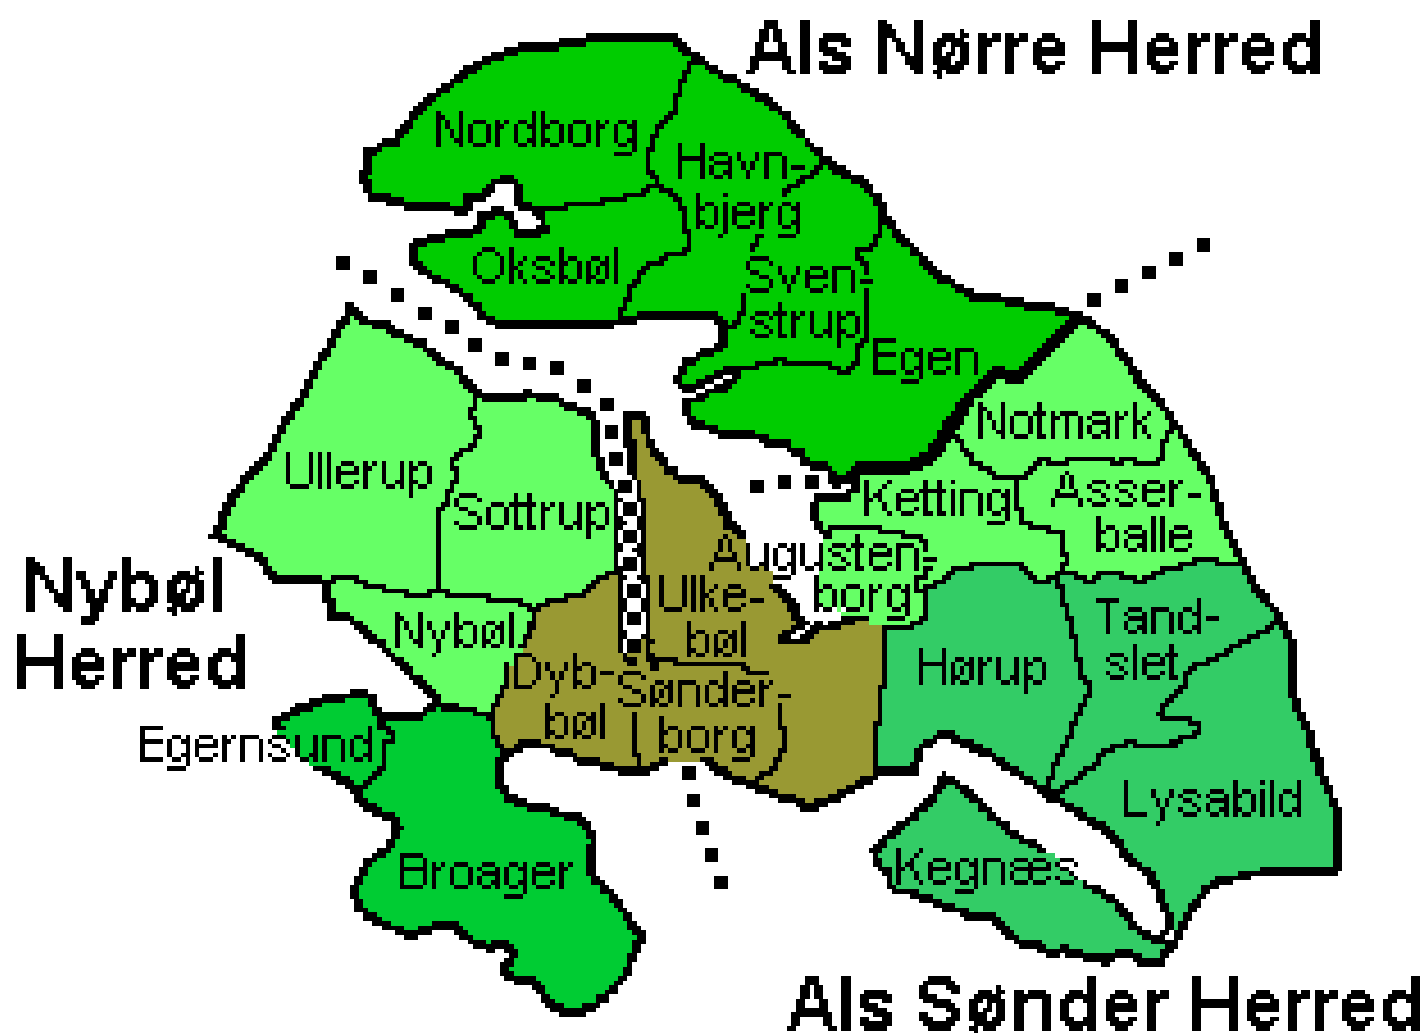 Als Nørre Herred
Nordborg
Havn-
bjerg
Oksbøl
Sven-
strup
Egen
Notmark
Ullerup
Sottrup
Ketting
Asser-
balle
Augusten-
borg
Nybøl
Herred
Ulke-
bøl
Nybøl
Tand-
slet
Hørup
Dyb-
bøl
Sønder-
borg
Egernsund
Lysabild
Broager
Kegnæs
Als Sønder Herred